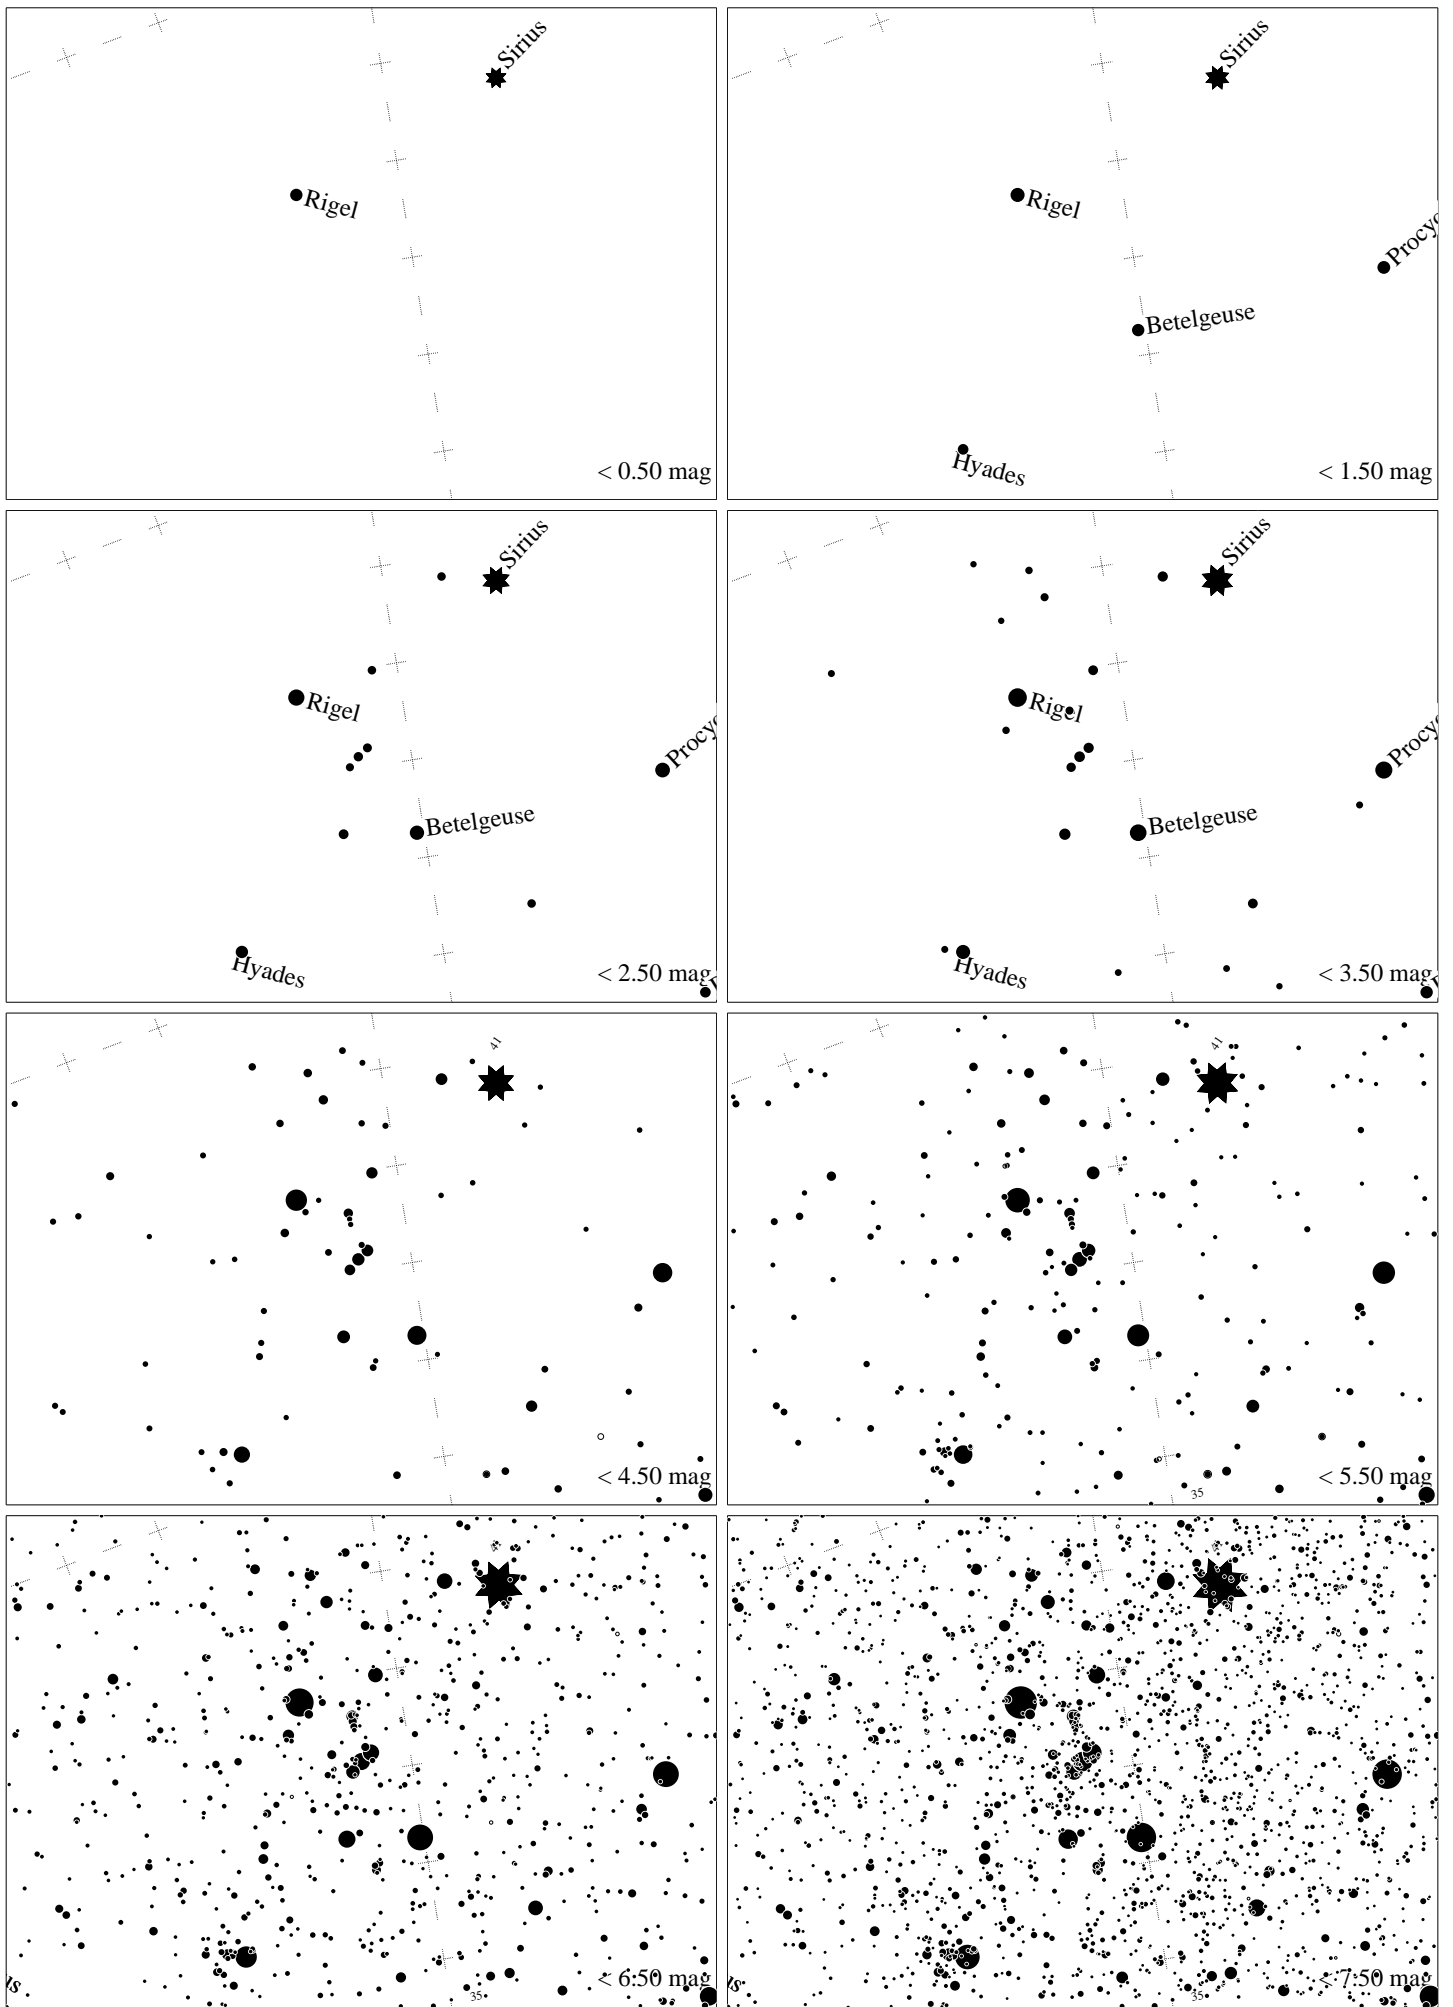 Sirius
Rigel
< 0.50 mag
Sirius
Rigel
Procyo
Betelgeuse
Hyades
< 1.50 mag
Sirius
Rigel
Procyo
Betelgeuse
Hyades
< 2.50 mag
Sirius
Rigel
Procyo
Betelgeuse
Hyades
< 3.50 mag
41
< 4.50 mag
41
35
< 5.50 mag
< 6.50 mag
35
< 7.50 mag
35